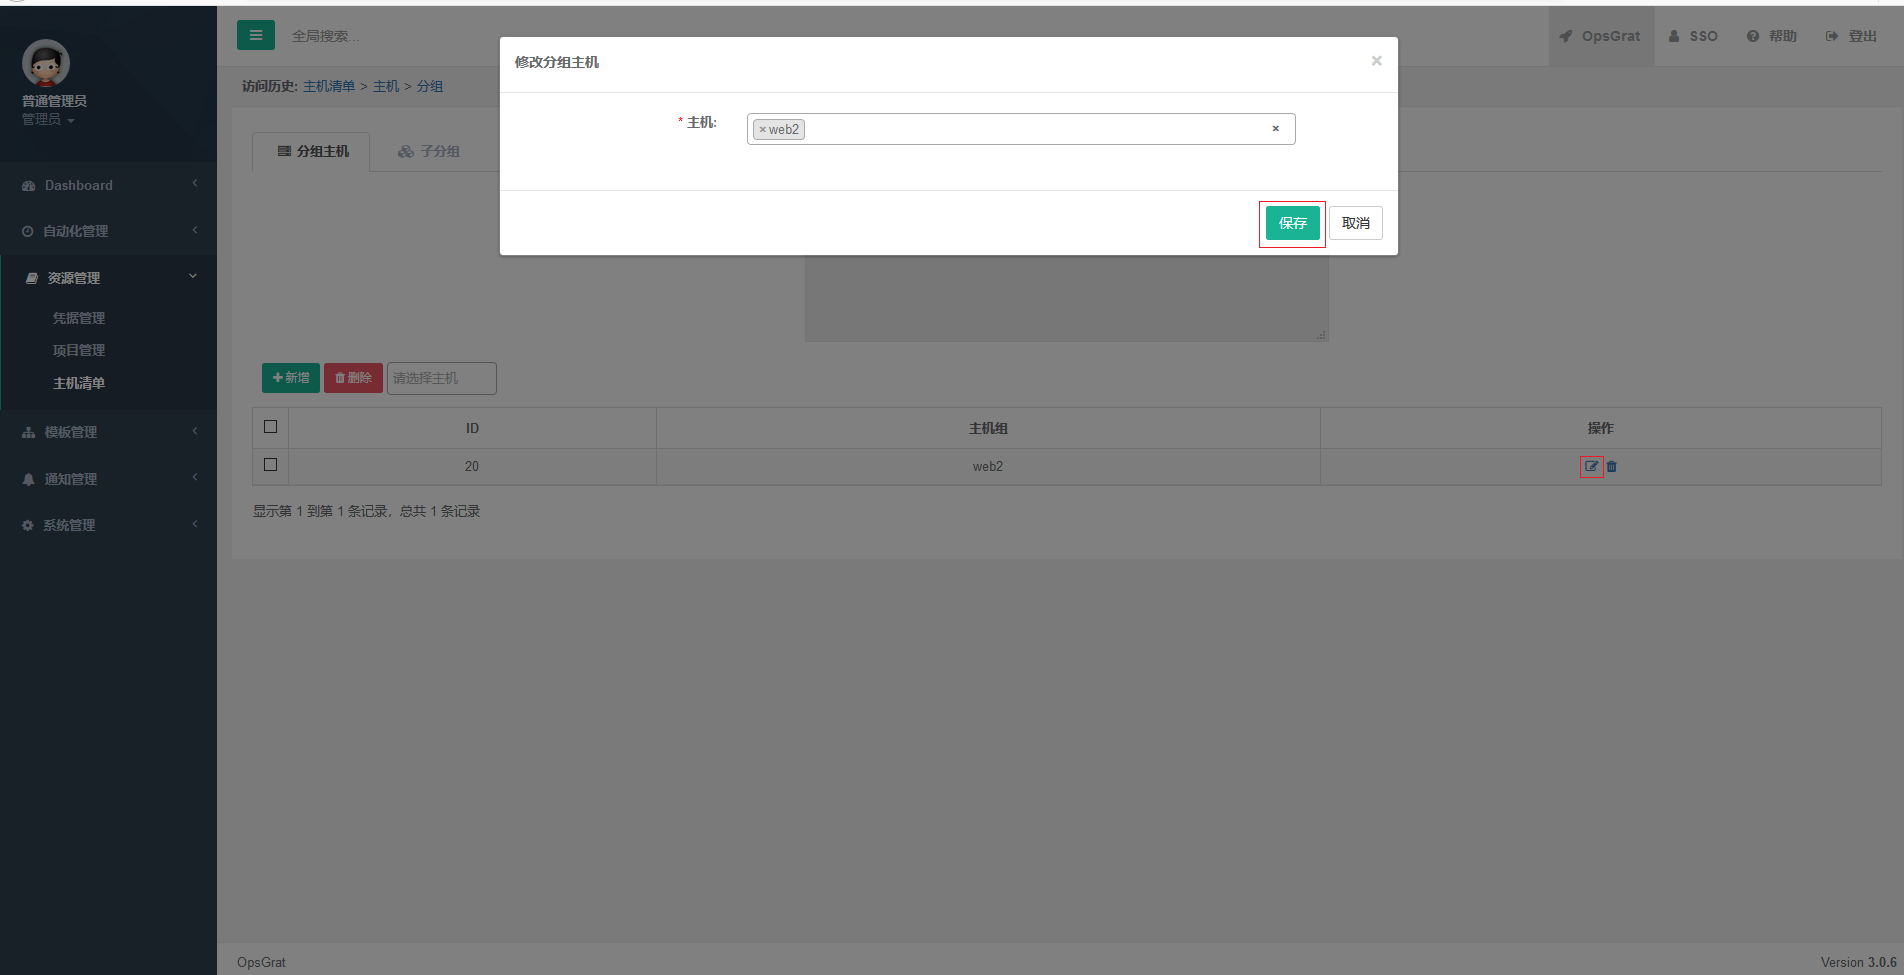 全局搜索...
OpsGrat
SSO
帮助
登出
普通管理员
管理员
Dashboard
自动化管理
资源管理
凭据管理
项目管理
主机清单
模板管理
通知管理
系统管理
访问历史: 主机清单 > 主机 > 分组
分组主机
子分组
修改分组主机
×
* 主机:
× web2 ×
保存
取消
新增
删除
请选择主机
ID 主机组 操作
20 web2
显示第 1 到第 1 条记录，总共 1 条记录
OpsGrat
Version 3.0.6